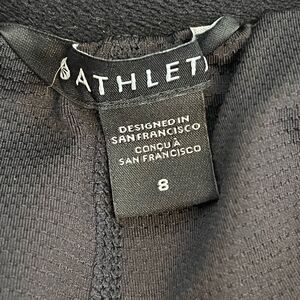 ATHLET
DESIGNED IN
SAN FRANCISCO
CONÇU À
SAN FRANCISCO
8